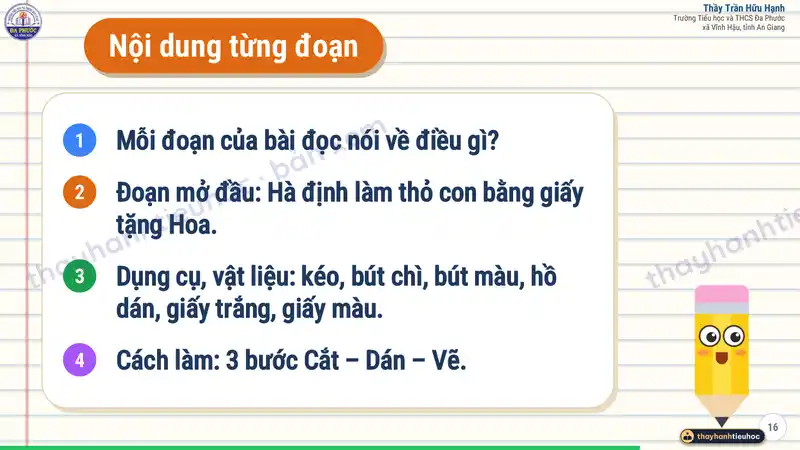 Thầy Trần Hữu Hạnh
Trường Tiểu học và THCS Đa Phước
xã Vĩnh Hậu, tỉnh An Giang
ĐA PHƯỚC
Nội dung từng đoạn
1 Mỗi đoạn của bài đọc nói về điều gì?
2 Đoạn mở đầu: Hà định làm thỏ con bằng giấy
tặng Hoa.
3 Dụng cụ, vật liệu: kéo, bút chì, bút màu, hồ
dán, giấy trắng, giấy màu.
4 Cách làm: 3 bước Cắt – Dán – Vẽ.
16
thayhanhtieuhoc